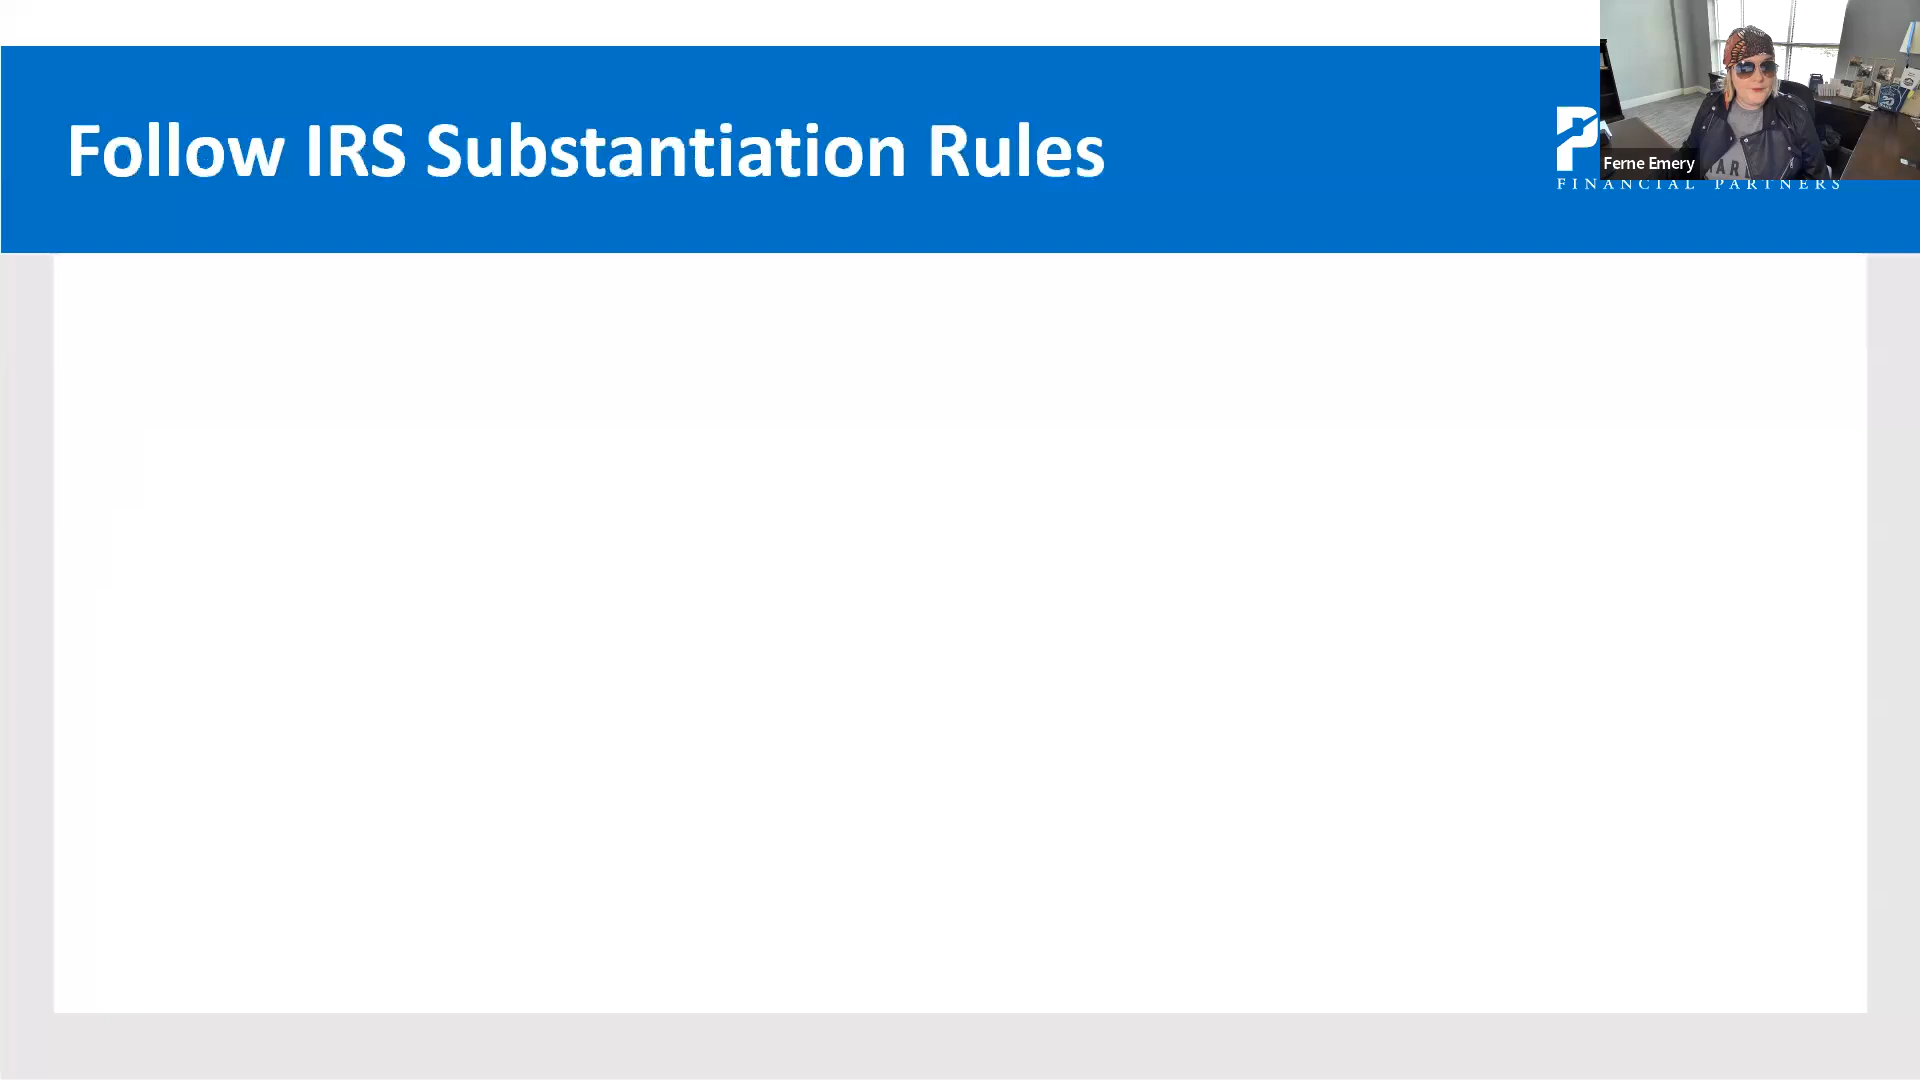 Follow IRS Substantiation Rules
P
Ferne Emery
FINANCIAL PARTNERS